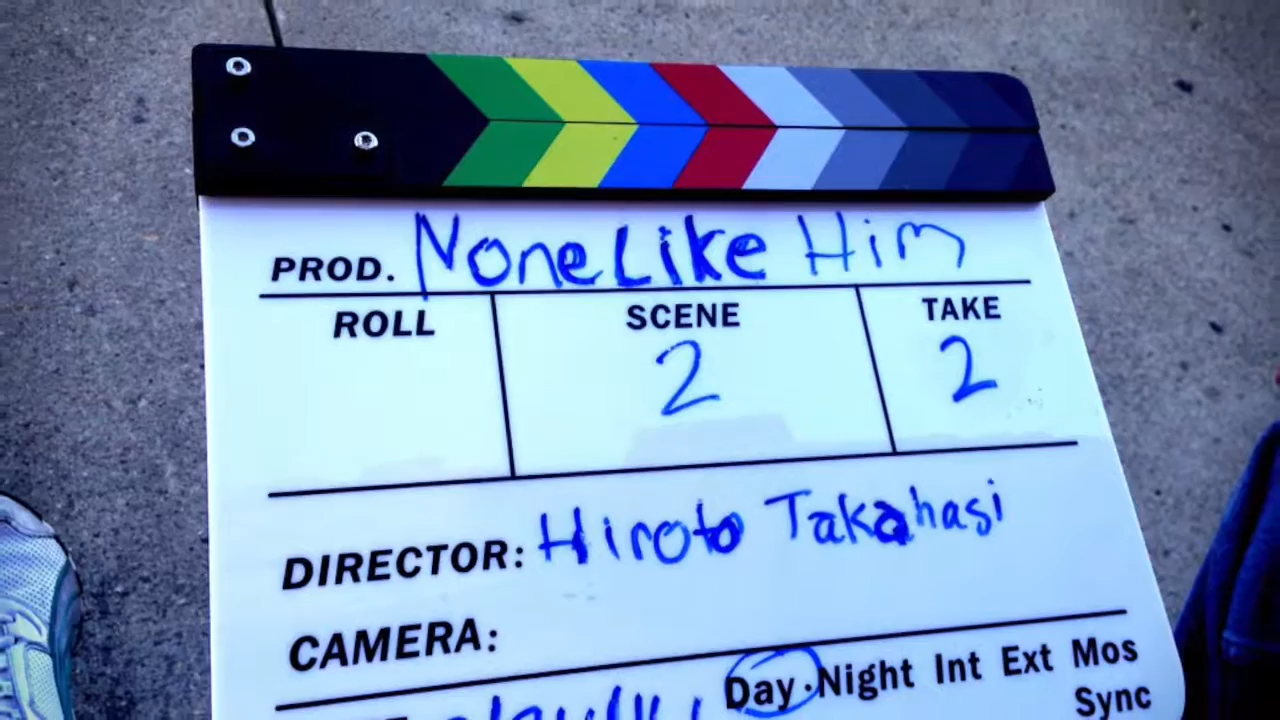 PROD. None Like Him
ROLL SCENE TAKE
2 2
DIRECTOR: Hiroto Takahasi
CAMERA:
Day Night Int Ext Mos
Sync